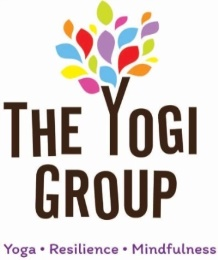 THE YOGI
GROUP
Yoga • Resilience • Mindfulness